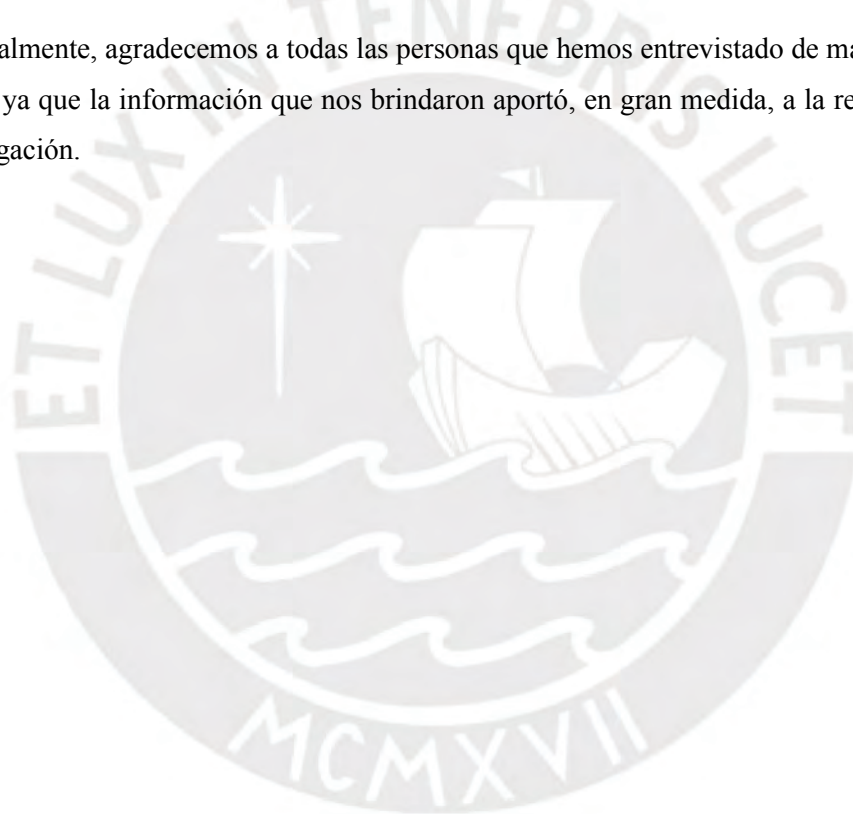 almente, agradecemos a todas las personas que hemos entrevistado de ma
ya que la información que nos brindaron aportó, en gran medida, a la re
gación.
ET LUX IN TENEBRIS LUCET
MCMXVII